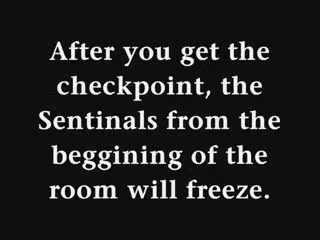 After you get the
checkpoint, the
Sentinals from the
beggining of the
room will freeze.